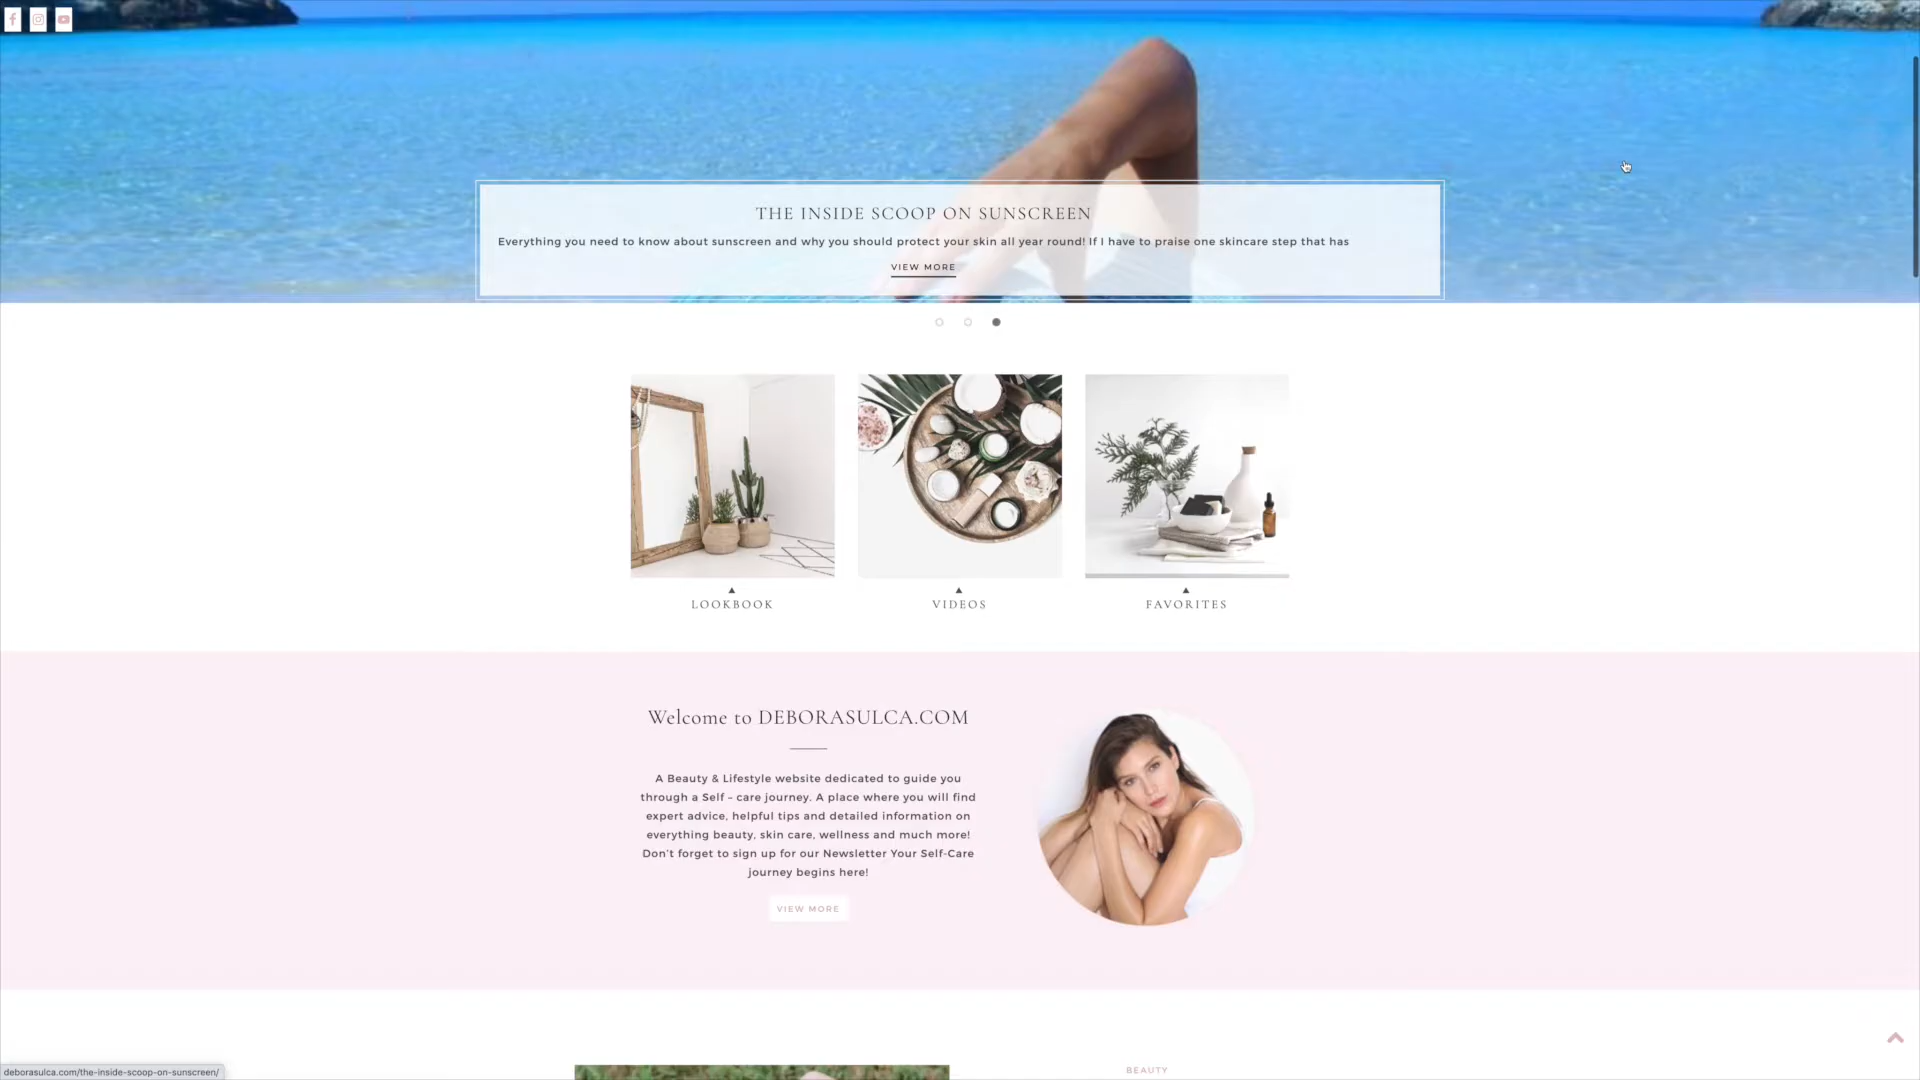 THE INSIDE SCOOP ON SUNSCREEN
Everything you need to know about sunscreen and why you should protect your skin all year round! If I have to praise one skincare step that has
VIEW MORE
LOOKBOOK
VIDEOS
FAVORITES
Welcome to DEBORASULCA.COM
A Beauty & Lifestyle website dedicated to guide you
through a Self – care journey. A place where you will find
expert advice, helpful tips and detailed information on
everything beauty, skin care, wellness and much more!
Don't forget to sign up for our Newsletter Your Self-Care
journey begins here!
VIEW MORE
BEAUTY
deborasulca.com/the-inside-scoop-on-sunscreen/